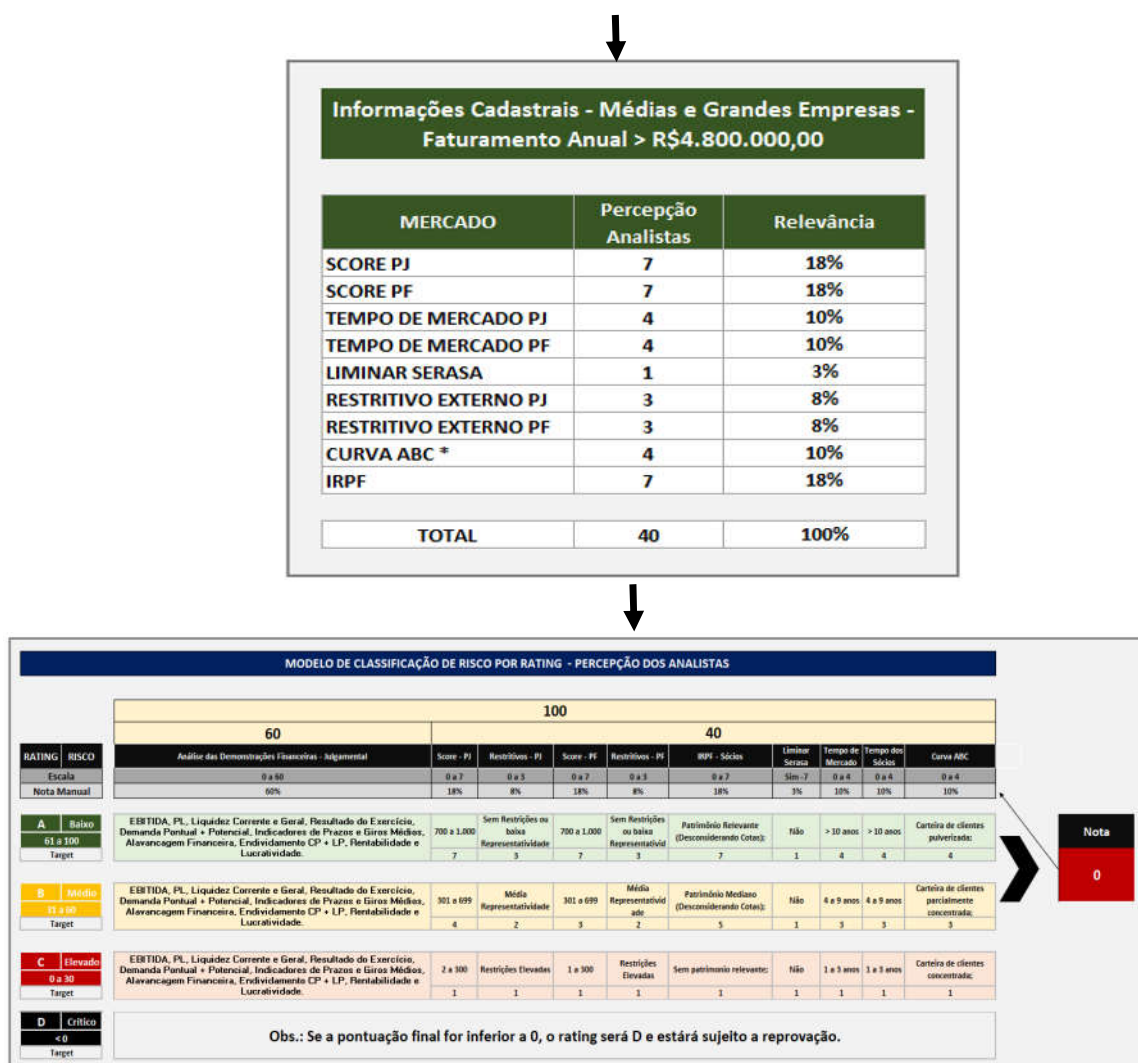 Informações Cadastrais - Médias e Grandes Empresas -
Faturamento Anual > R$4.800.000,00
MERCADO Percepção Analistas Relevância
SCORE PJ 7 18%
SCORE PF 7 18%
TEMPO DE MERCADO PJ 4 10%
TEMPO DE MERCADO PF 4 10%
LIMINAR SERASA 1 3%
RESTRITIVO EXTERNO PJ 3 8%
RESTRITIVO EXTERNO PF 3 8%
CURVA ABC * 4 10%
IRPF 7 18%
TOTAL 40 100%
MODELO DE CLASSIFICAÇÃO DE RISCO POR RATING - PERCEPÇÃO DOS ANALISTAS
100
60 40
RATING RISCO Análise das Demonstrações Financeiras - Julgamental Score - PJ Restritivos - PJ Score - PF Restritivos - PF IRPF - Sócios Liminar Serasa Tempo de Mercado Tempo dos Sócios Curva ABC
Escala 0 a 60 0 a 7 0 a 3 0 a 7 0 a 3 0 a 7 Sim -7 0 a 4 0 a 4 0 a 4
Nota Manual 60% 18% 8% 18% 8% 18% 3% 10% 10% 10%
A Baixo
61 a 100
Target
EBITIDA, PL, Liquidez Corrente e Geral, Resultado do Exercício,
Demanda Pontual + Potencial, Indicadores de Prazos e Giros Médios,
Alavancagem Financeira, Endividamento CP + LP, Rentabilidade e
Lucratividade.
700 a 1.000 Sem Restrições ou baixa Representatividade 700 a 1.000 Sem Restrições ou baixa Representativid Patrimônio Relevante (Desconsiderando Cotas); Não > 10 anos > 10 anos Carteira de clientes pulverizada;
7 3 7 3 7 1 4 4 4
Nota
0
B Médio
31 a 60
Target
EBITIDA, PL, Liquidez Corrente e Geral, Resultado do Exercício,
Demanda Pontual + Potencial, Indicadores de Prazos e Giros Médios,
Alavancagem Financeira, Endividamento CP + LP, Rentabilidade e
Lucratividade.
301 a 699 Média Representatividade 301 a 699 Média Representativid ade Patrimônio Mediano (Desconsiderando Cotas); Não 4 a 9 anos 4 a 9 anos Carteira de clientes parcialmente concentrada;
4 2 3 2 5 1 3 3 3
C Elevado
0 a 30
Target
EBITIDA, PL, Liquidez Corrente e Geral, Resultado do Exercício,
Demanda Pontual + Potencial, Indicadores de Prazos e Giros Médios,
Alavancagem Financeira, Endividamento CP + LP, Rentabilidade e
Lucratividade.
2 a 300 Restrições Elevadas 1 a 300 Restrições Elevadas Sem patrimonio relevante; Não 1 a 3 anos 1 a 3 anos Carteira de clientes concentrada;
1 1 1 1 1 1 1 1 1
D Crítico
< 0
Target
Obs.: Se a pontuação final for inferior a 0, o rating será D e estárá sujeito a reprovação.